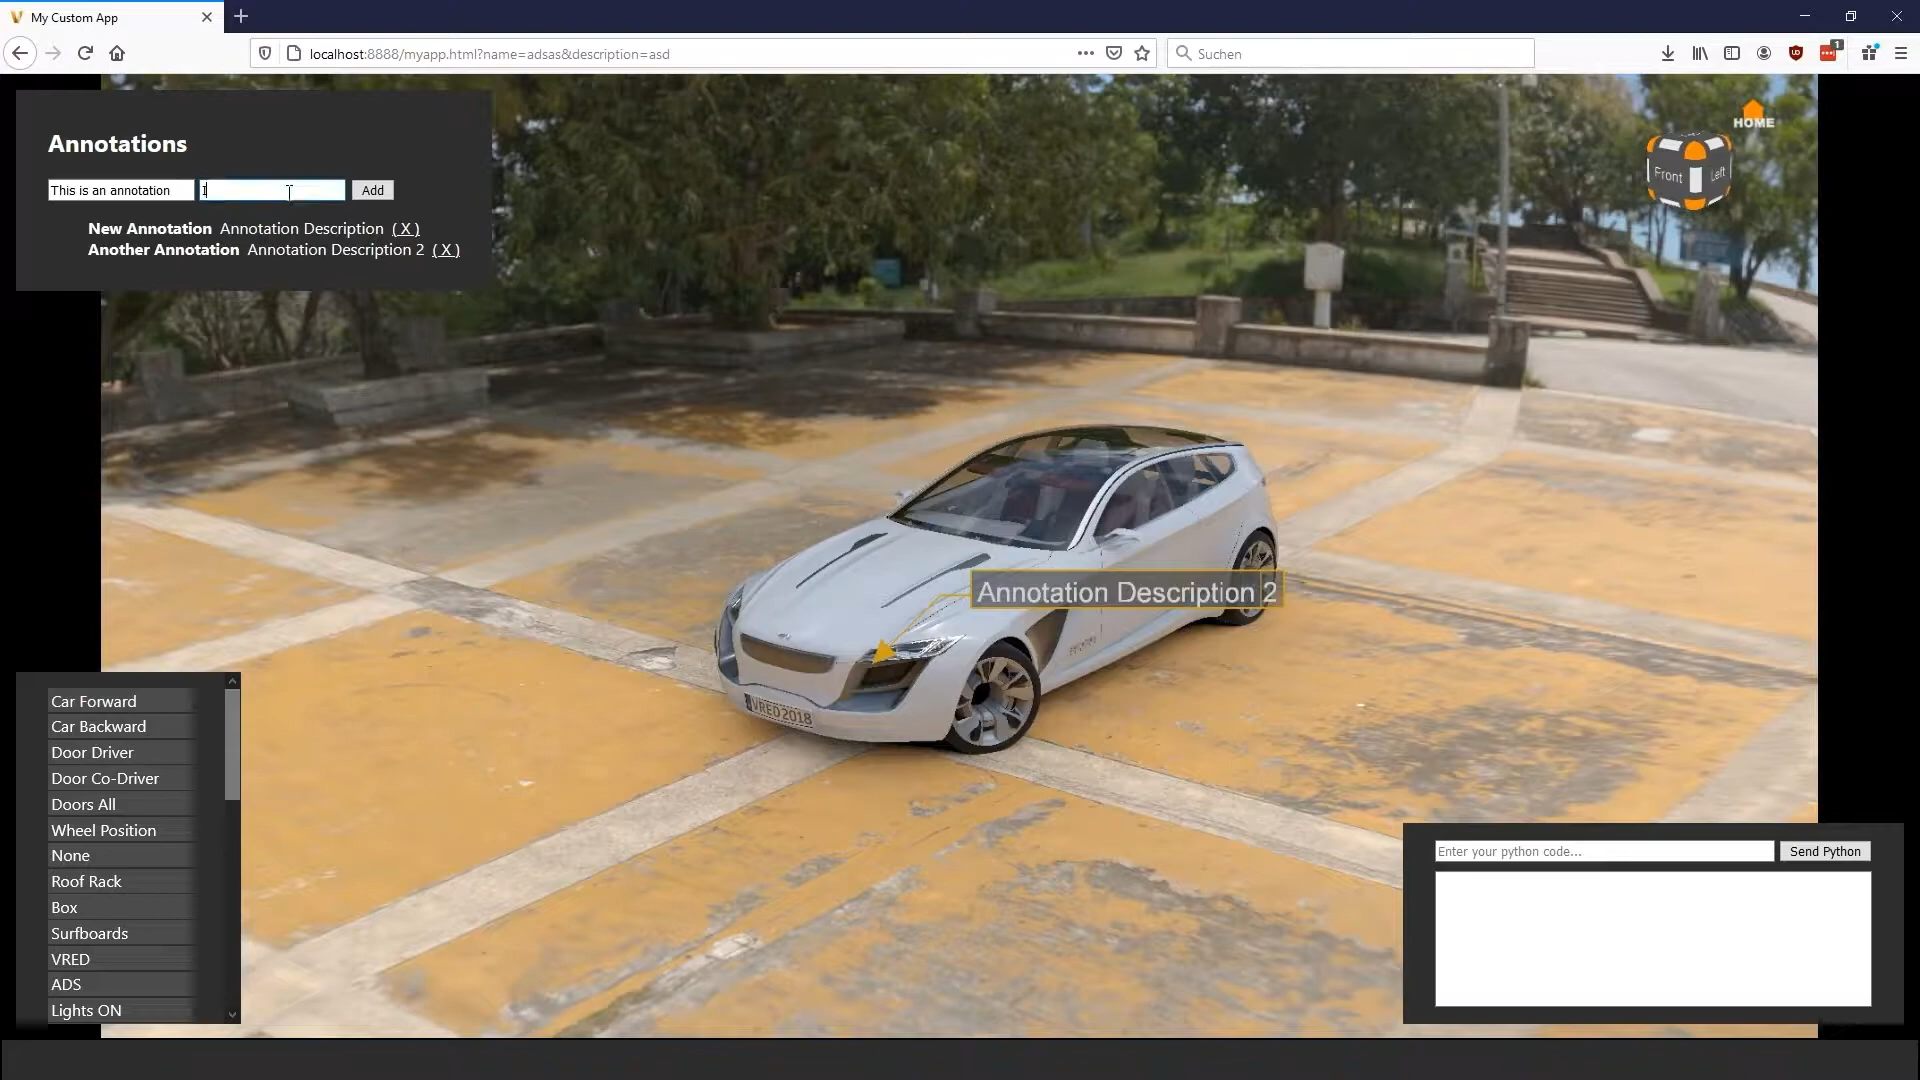 My Custom App
localhost:8888/myapp.html?name=adsas&description=asd
Suchen
1
Annotations
This is an annotation
I
Add
New Annotation Annotation Description ( X )
Another Annotation Annotation Description 2 ( X )
HOME
Front
Left
Annotation Description 2
VRED2018
Car Forward
Car Backward
Door Driver
Door Co-Driver
Doors All
Wheel Position
None
Roof Rack
Box
Surfboards
VRED
ADS
Lights ON
Enter your python code...
Send Python